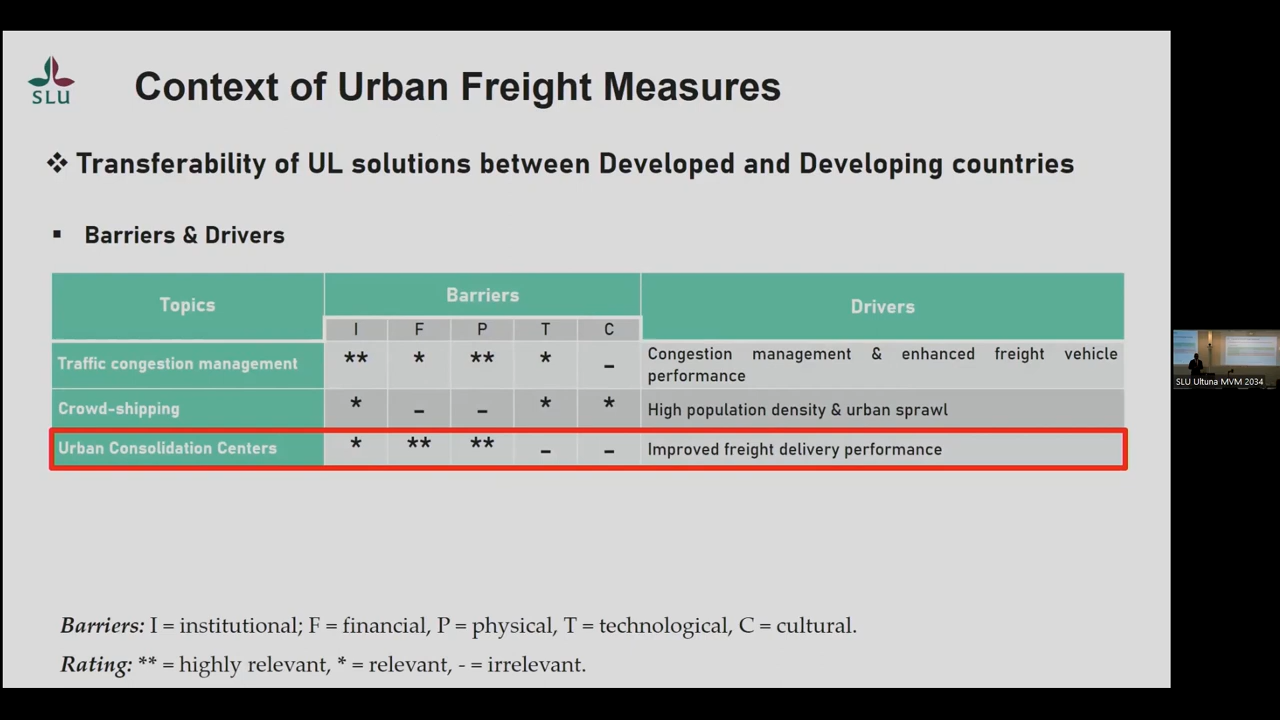 SLU
Context of Urban Freight Measures
❖ Transferability of UL solutions between Developed and Developing countries
▪ Barriers & Drivers
Topics Barriers Drivers
I F P T C
Traffic congestion management ** * ** * – Congestion management & enhanced freight vehicle
performance
Crowd-shipping * – – * * High population density & urban sprawl
Urban Consolidation Centers * ** ** – – Improved freight delivery performance
Barriers: I = institutional; F = financial, P = physical, T = technological, C = cultural.
Rating: ** = highly relevant, * = relevant, - = irrelevant.
SLU Ultuna MVM 2034